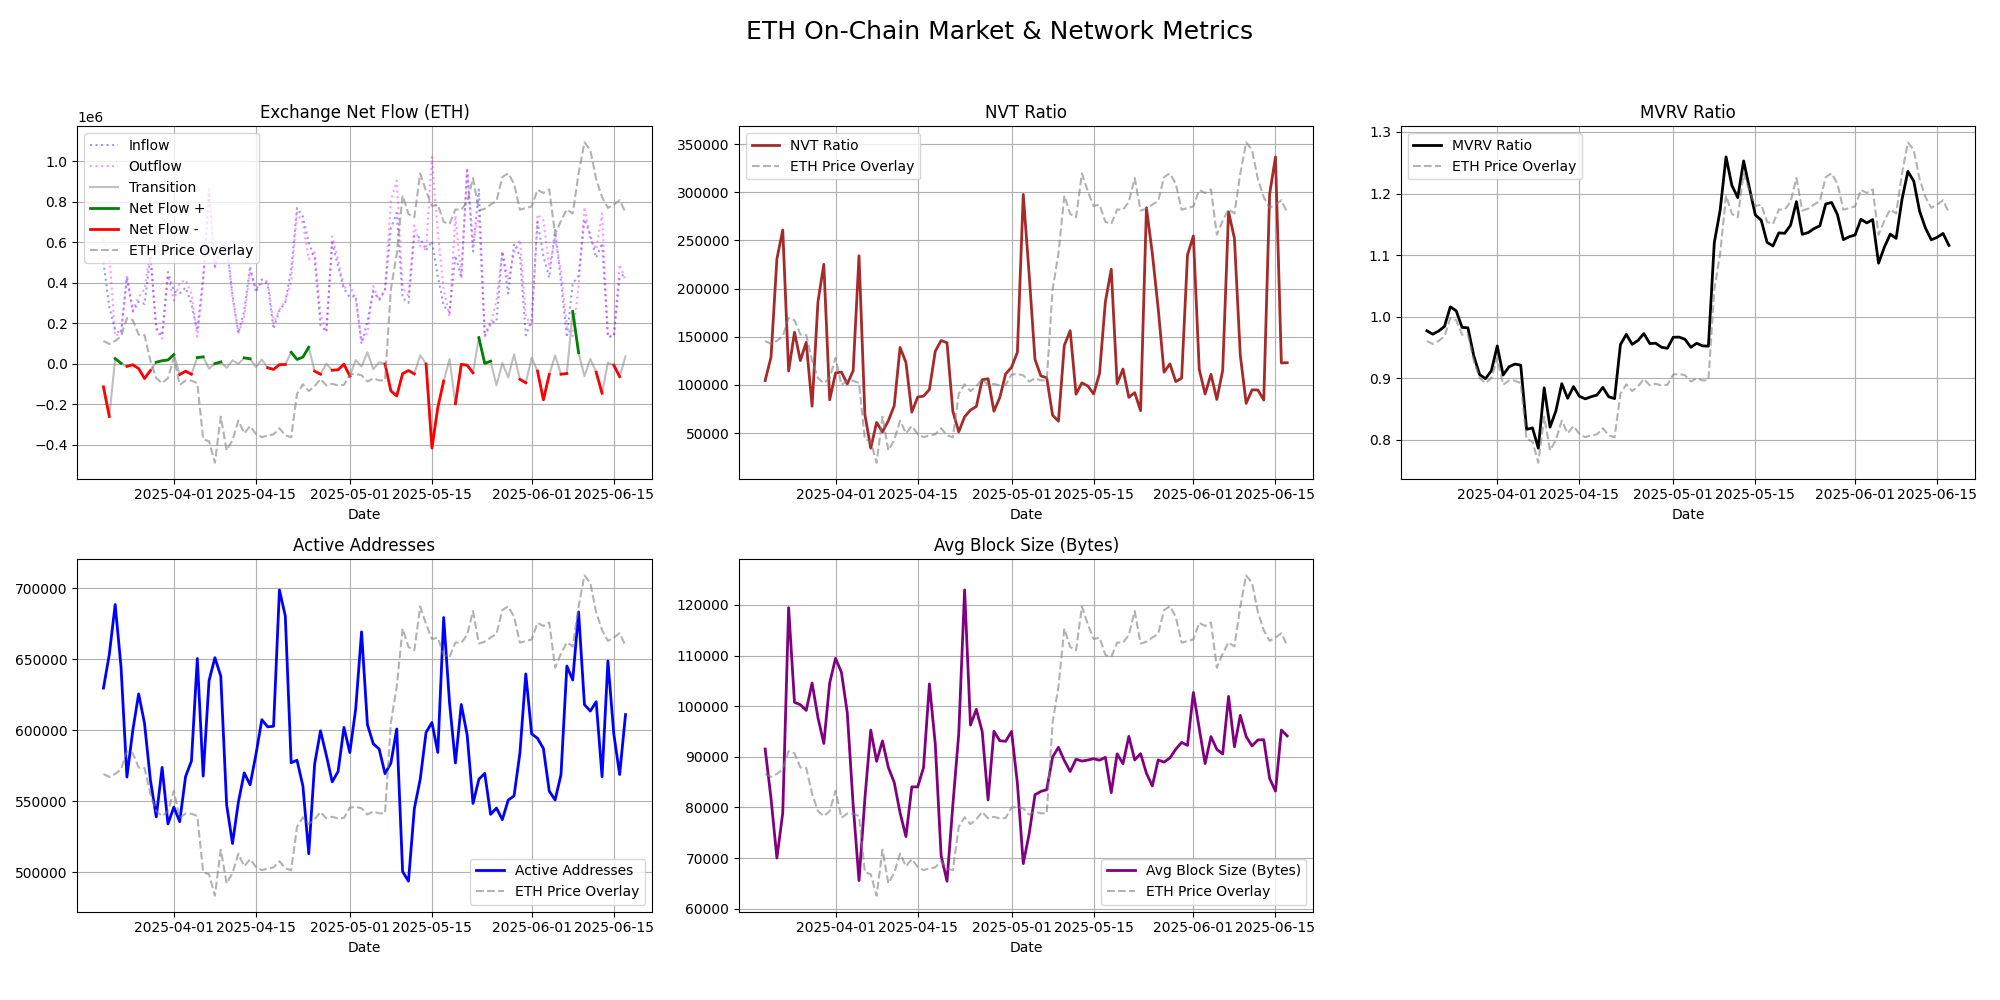 ETH On-Chain Market & Network Metrics
Exchange Net Flow (ETH)
1e6
Inflow
Outflow
Transition
Net Flow +
Net Flow -
ETH Price Overlay
1.0
0.8
0.6
0.4
0.2
0.0
−0.2
−0.4
2025-04-01 2025-04-15 2025-05-01 2025-05-15 2025-06-01 2025-06-15
Date
NVT Ratio
NVT Ratio
ETH Price Overlay
350000
300000
250000
200000
150000
100000
50000
2025-04-01 2025-04-15 2025-05-01 2025-05-15 2025-06-01 2025-06-15
Date
MVRV Ratio
MVRV Ratio
ETH Price Overlay
1.3
1.2
1.1
1.0
0.9
0.8
2025-04-01 2025-04-15 2025-05-01 2025-05-15 2025-06-01 2025-06-15
Date
Active Addresses
700000
650000
600000
550000
500000
Active Addresses
ETH Price Overlay
2025-04-01 2025-04-15 2025-05-01 2025-05-15 2025-06-01 2025-06-15
Date
Avg Block Size (Bytes)
120000
110000
100000
90000
80000
70000
60000
Avg Block Size (Bytes)
ETH Price Overlay
2025-04-01 2025-04-15 2025-05-01 2025-05-15 2025-06-01 2025-06-15
Date